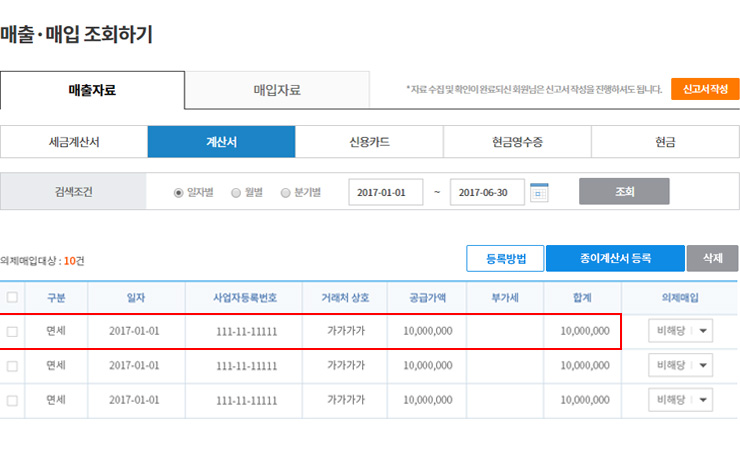 매출·매입 조회하기
매출자료 매입자료 * 자료 수집 및 확인이 완료되신 회원님은 신고서 작성을 진행하셔도 됩니다. 신고서작성
세금계산서 계산서 신용카드 현금영수증 현금
검색조건 일자별 월별 분기별 2017-01-01 ~ 2017-06-30 조회
의제매입대상 : 10건 등록방법 종이계산서 등록 삭제
구분 일자 사업자등록번호 거래처 상호 공급가액 부가세 합계 의제매입
면세 2017-01-01 111-11-11111 가가가가 10,000,000 10,000,000 비해당
면세 2017-01-01 111-11-11111 가가가가 10,000,000 10,000,000 비해당
면세 2017-01-01 111-11-11111 가가가가 10,000,000 10,000,000 비해당